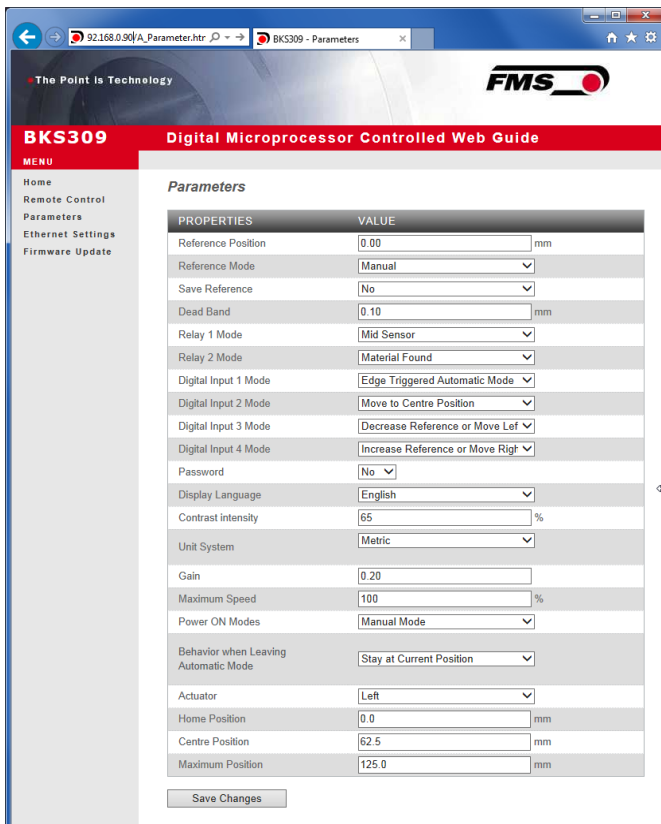 92.168.0.90/A_Parameter.htr
BKS309 - Parameters
The Point is Technology
FMS
BKS309
Digital Microprocessor Controlled Web Guide
MENU
Home
Remote Control
Parameters
Ethernet Settings
Firmware Update
Parameters
PROPERTIES VALUE
Reference Position 0.00 mm
Reference Mode Manual
Save Reference No
Dead Band 0.10 mm
Relay 1 Mode Mid Sensor
Relay 2 Mode Material Found
Digital Input 1 Mode Edge Triggered Automatic Mode
Digital Input 2 Mode Move to Centre Position
Digital Input 3 Mode Decrease Reference or Move Lef
Digital Input 4 Mode Increase Reference or Move Righ
Password No
Display Language English
Contrast intensity 65 %
Unit System Metric
Gain 0.20
Maximum Speed 100 %
Power ON Modes Manual Mode
Behavior when Leaving
Automatic Mode Stay at Current Position
Actuator Left
Home Position 0.0 mm
Centre Position 62.5 mm
Maximum Position 125.0 mm
Save Changes